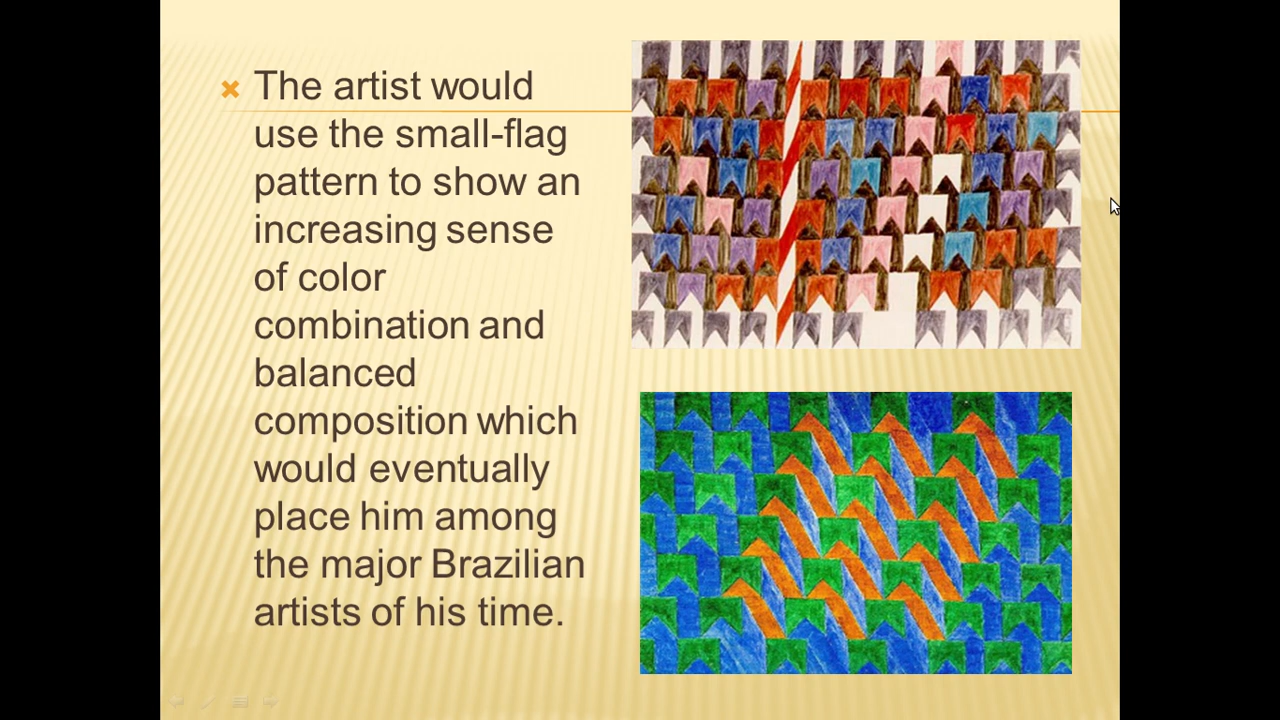 The artist would
use the small-flag
pattern to show an
increasing sense
of color
combination and
balanced
composition which
would eventually
place him among
the major Brazilian
artists of his time.